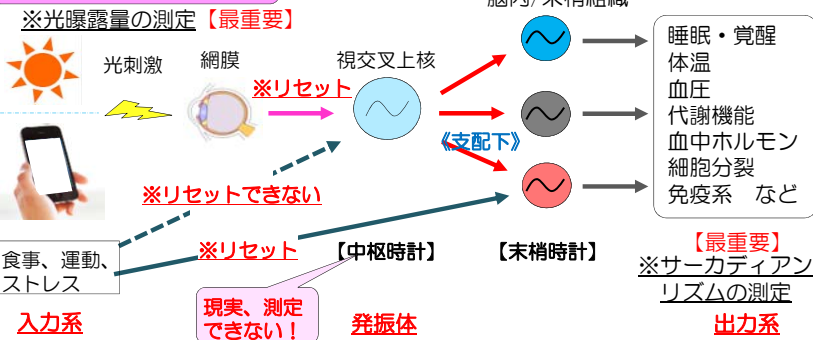 ※光曝露量の測定【最重要】
脳内/末梢組織
光刺激
網膜
視交叉上核
※リセット
《支配下》
睡眠・覚醒
体温
血圧
代謝機能
血中ホルモン
細胞分裂
免疫系　など
※リセットできない
※リセット
食事、運動、
ストレス
【中枢時計】
【末梢時計】
【最重要】
※サーカディアン
リズムの測定
現実、測定
できない！
入力系
発振体
出力系